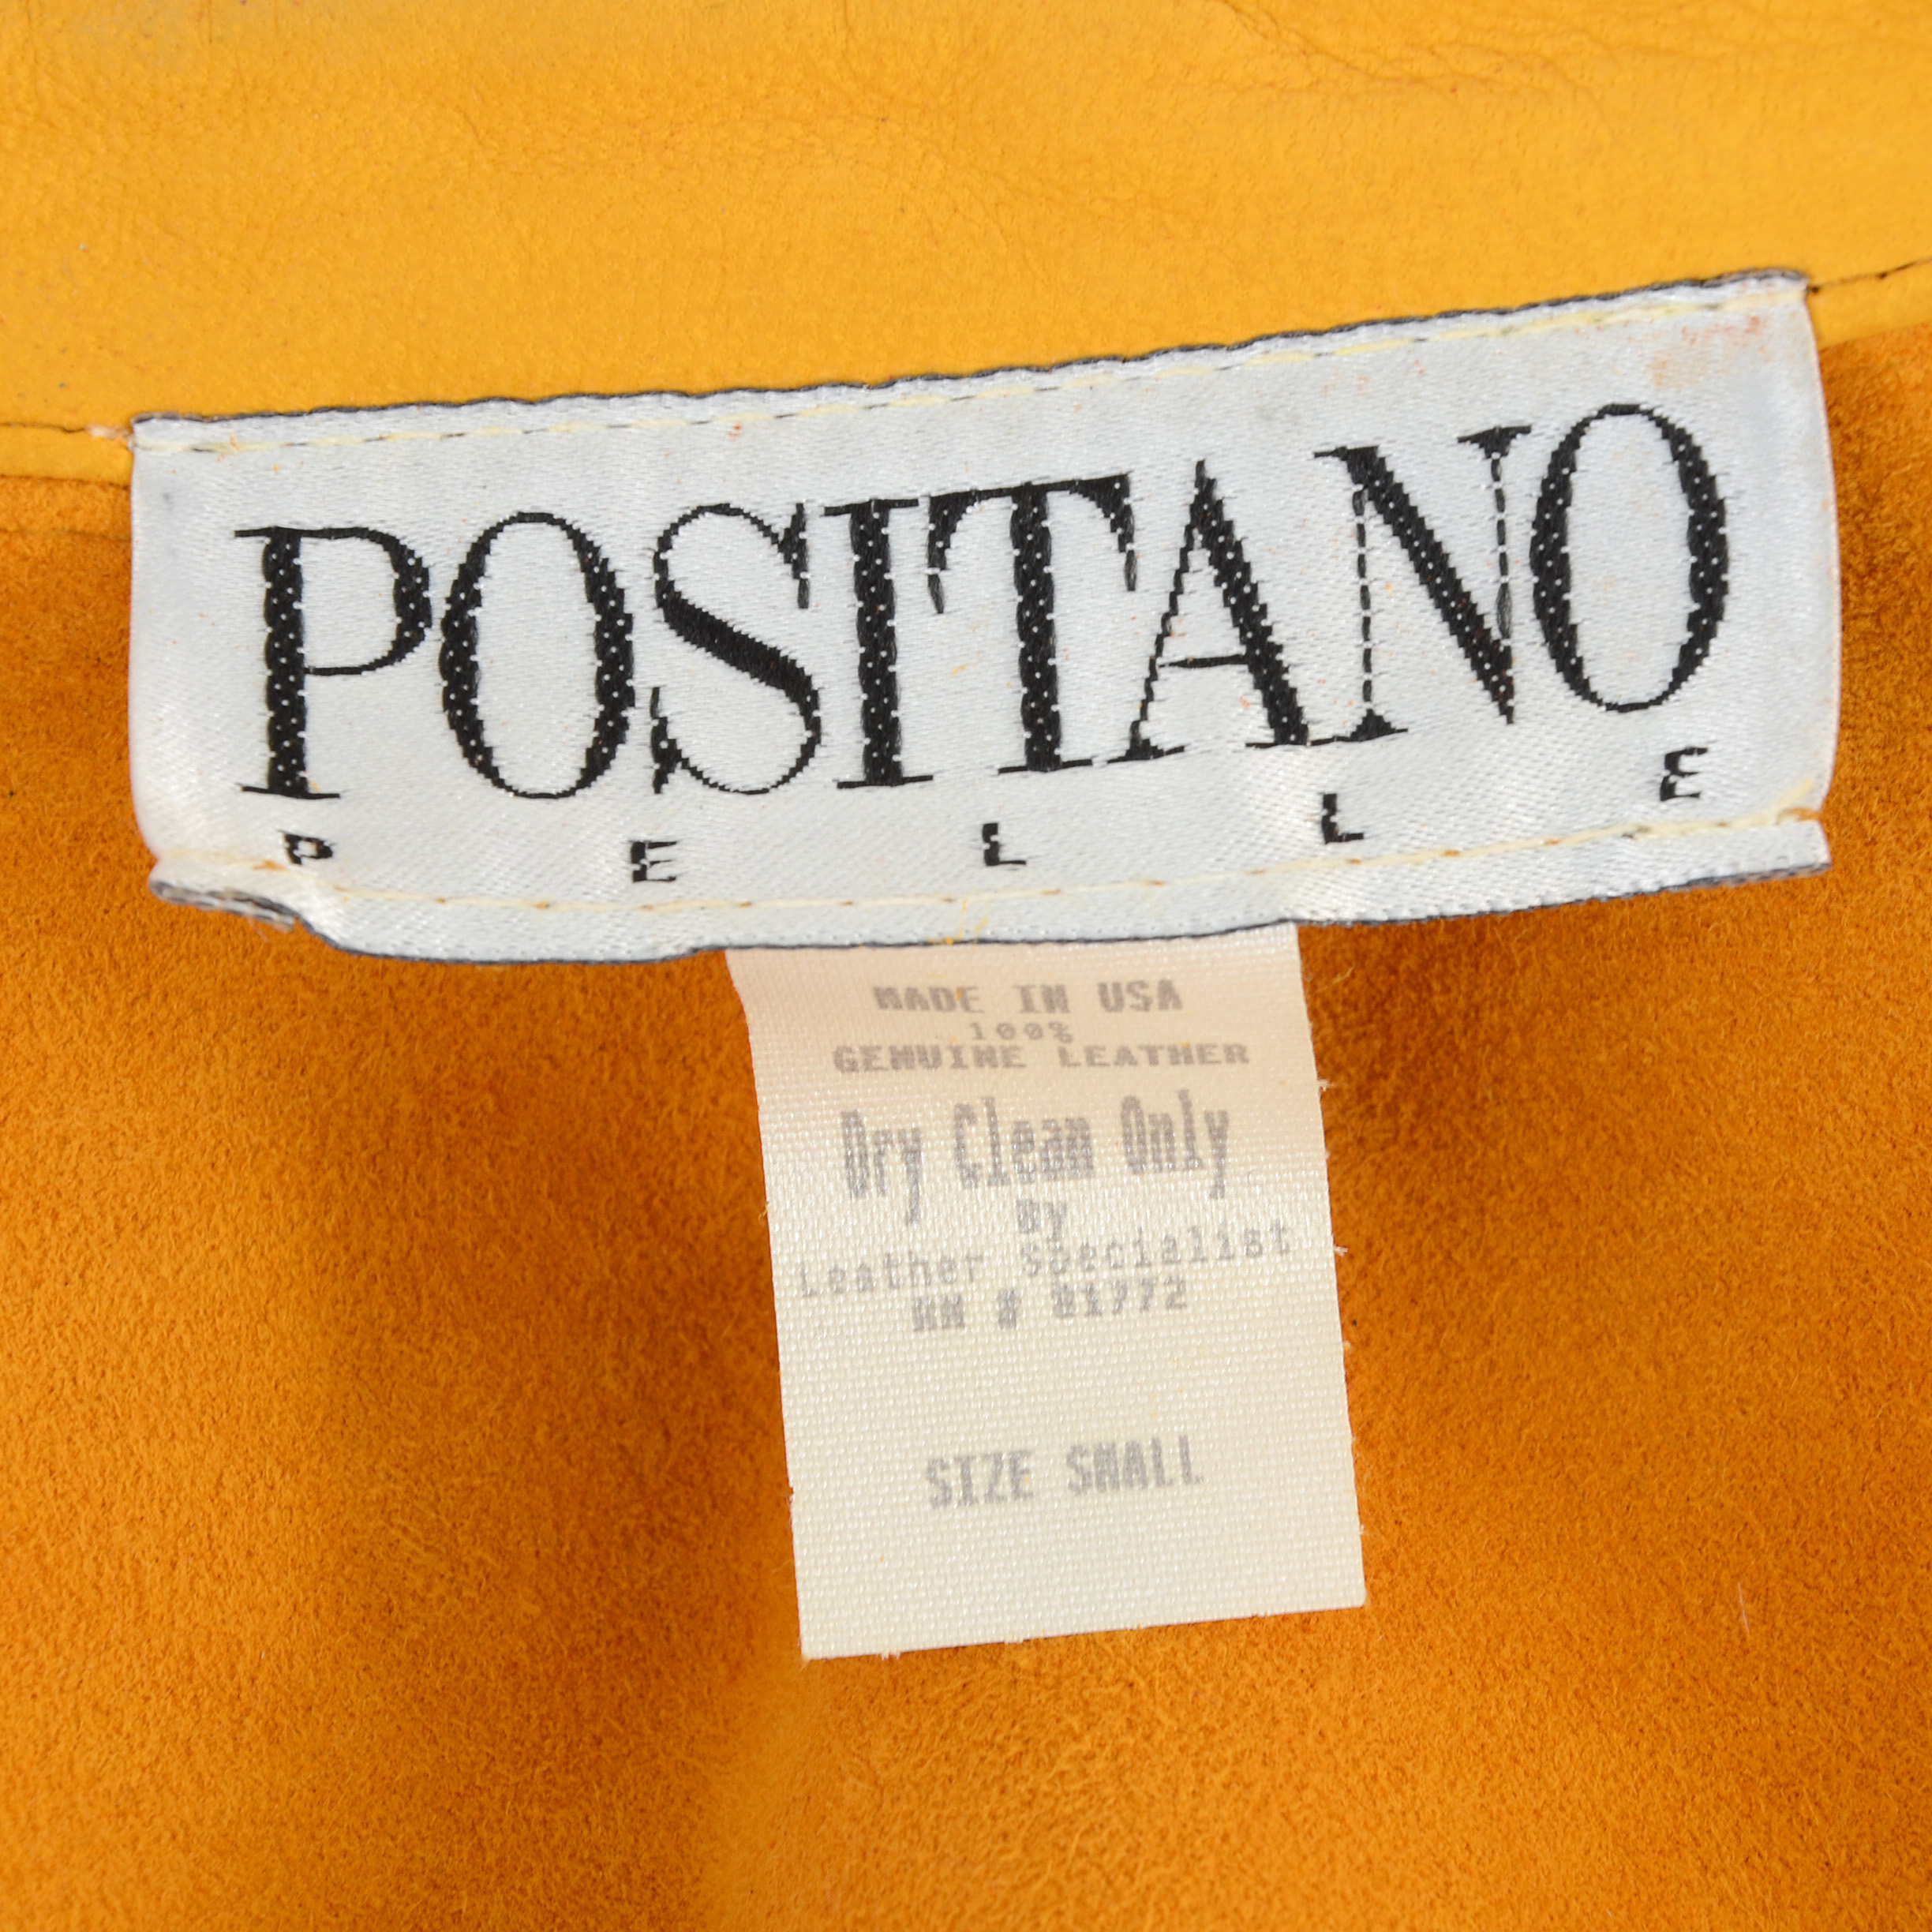 POSITANO
PELLE
MADE IN USA
100%
GENUINE LEATHER
Dry Clean Only
By
Leather Specialist
RN # 81772
SIZE SMALL